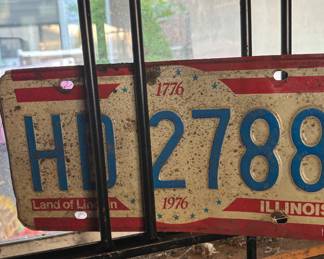 1776
HD 2788
Land of Lincoln 1976 ILLINOIS